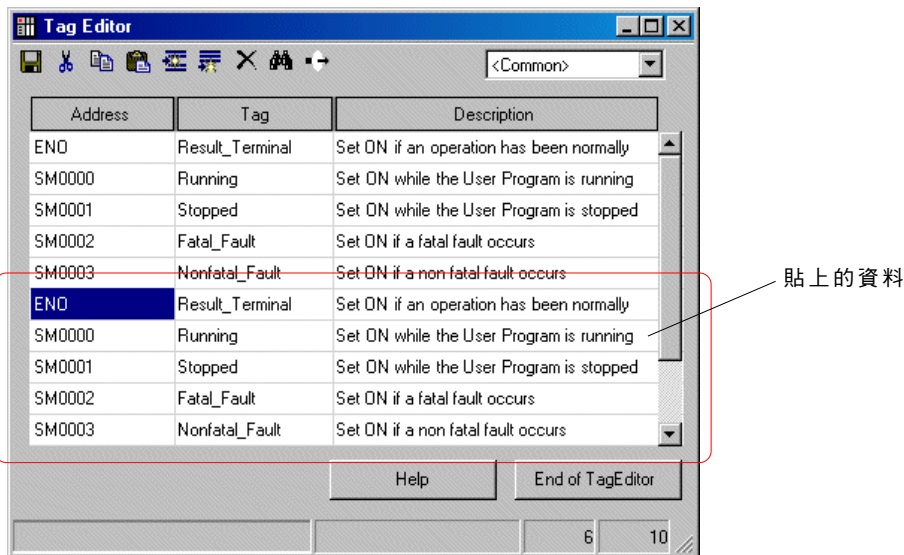 Tag Editor
<Common>
Address Tag Description
ENO Result_Terminal Set ON if an operation has been normally
SM0000 Running Set ON while the User Program is running
SM0001 Stopped Set ON while the User Program is stopped
SM0002 Fatal_Fault Set ON if a fatal fault occurs
SM0003 Nonfatal_Fault Set ON if a non fatal fault occurs
貼上的資料
ENO Result_Terminal Set ON if an operation has been normally
SM0000 Running Set ON while the User Program is running
SM0001 Stopped Set ON while the User Program is stopped
SM0002 Fatal_Fault Set ON if a fatal fault occurs
SM0003 Nonfatal_Fault Set ON if a non fatal fault occurs
Help End of TagEditor
6 10